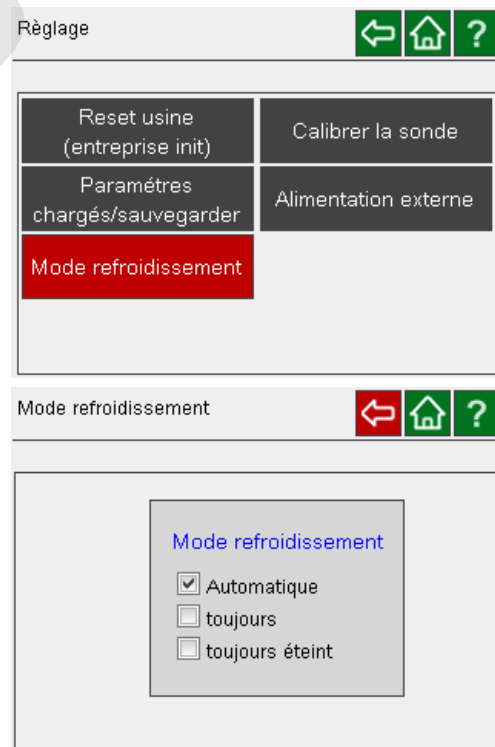 Règlage
?
Reset usine
(entreprise init)
Calibrer la sonde
Paramétres
chargés/sauvegarder
Alimentation externe
Mode refroidissement
Mode refroidissement
?
Mode refroidissement
Automatique
toujours
toujours éteint